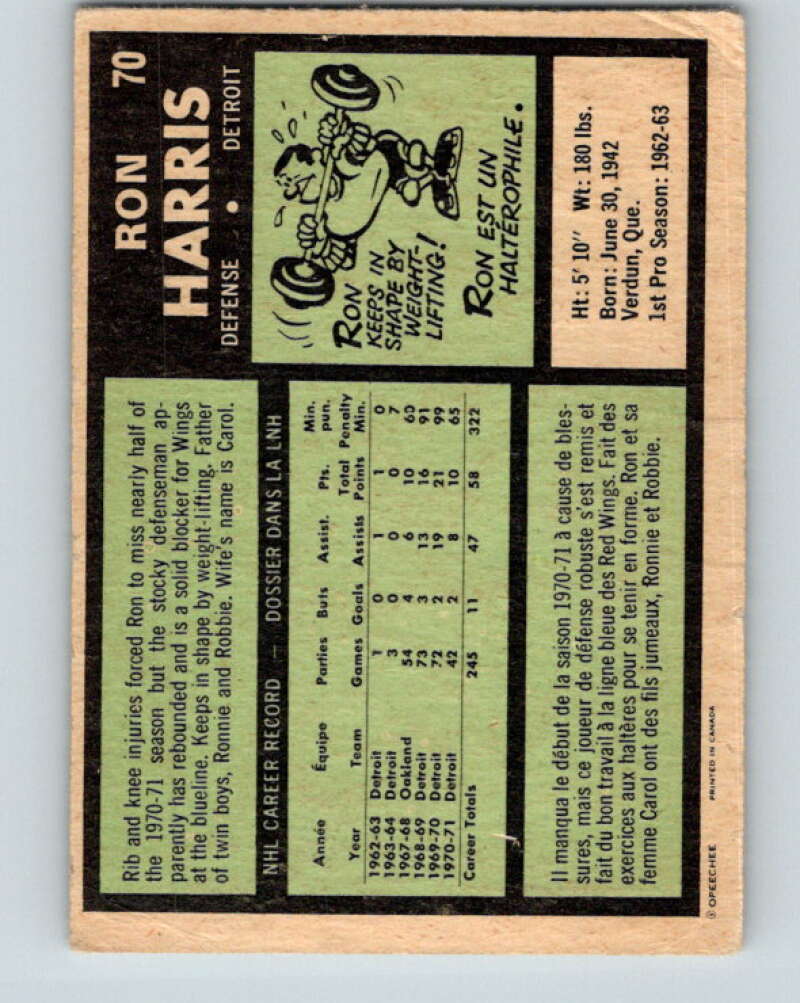 RON 70
HARRIS
DEFENSE • DETROIT
RON
KEEPS IN
SHAPE BY
WEIGHT-
LIFTING!
RON EST UN
HALTÉROPHILE.
Ht: 5' 10" Wt: 180 lbs.
Born: June 30, 1942
Verdun, Que.
1st Pro Season: 1962-63
Rib and knee injuries forced Ron to miss nearly half of
the 1970-71 season but the stocky defenseman ap-
parently has rebounded and is a solid blocker for Wings
at the blueline. Keeps in shape by weight-lifting. Father
of twin boys, Ronnie and Robbie. Wife's name is Carol.
NHL CAREER RECORD — DOSSIER DANS LA LNH
Année Équipe Parties Buts Assist. Pts. Min. pun.
Year Team Games Goals Assists Total Points Penalty Min.
1962-63 Detroit 1 0 1 1 0
1963-64 Detroit 3 0 0 0 7
1967-68 Oakland 54 4 6 10 60
1968-69 Detroit 73 3 13 16 91
1969-70 Detroit 72 2 19 21 99
1970-71 Detroit 42 2 8 10 65
Career Totals 245 11 47 58 322
Il manqua le début de la saison 1970-71 à cause de bles-
sures, mais ce joueur de défense robuste s'est remis et
fait du bon travail à la ligne bleue des Red Wings. Fait des
exercices aux haltères pour se tenir en forme. Ron et sa
femme Carol ont des fils jumeaux, Ronnie et Robbie.
© OPEECHEE PRINTED IN CANADA